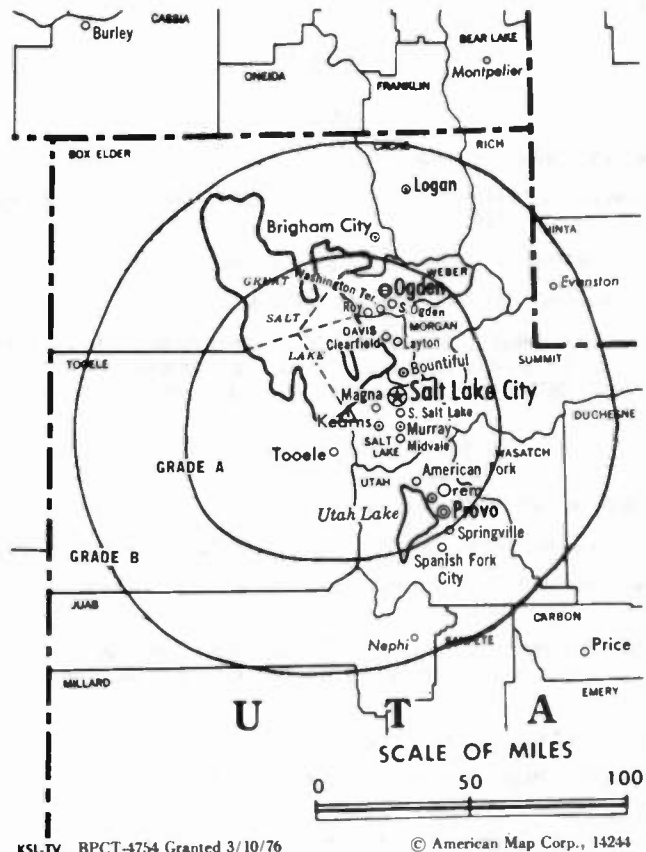 CASSIA
Burley
BEAR LAKE
ONEIDA
Montpelier
FRANKLIN
BOX ELDER
CACHE
RICH
Logan
Brigham City
UINTA
WEBER
GREAT
Washington Ter.
Ogden
Evanston
Roy
S. Ogden
SALT
MORGAN
DAVIS
Clearfield
Layton
LAKE
TOOELE
SUMMIT
Bountiful
Salt Lake City
Magna
DUCHESNE
S. Salt Lake
Kearns
Murray
SALT LAKE
Midvale
WASATCH
Tooele
GRADE A
American Fork
UTAH
Orem
Utah Lake
Provo
Springville
GRADE B
Spanish Fork City
JUAB
CARBON
Nephi
SANPETE
Price
MILLARD
EMERY
U T A
SCALE OF MILES
0 50 100
KSL-TV BPCT-4754 Granted 3/10/76 © American Map Corp., 14244